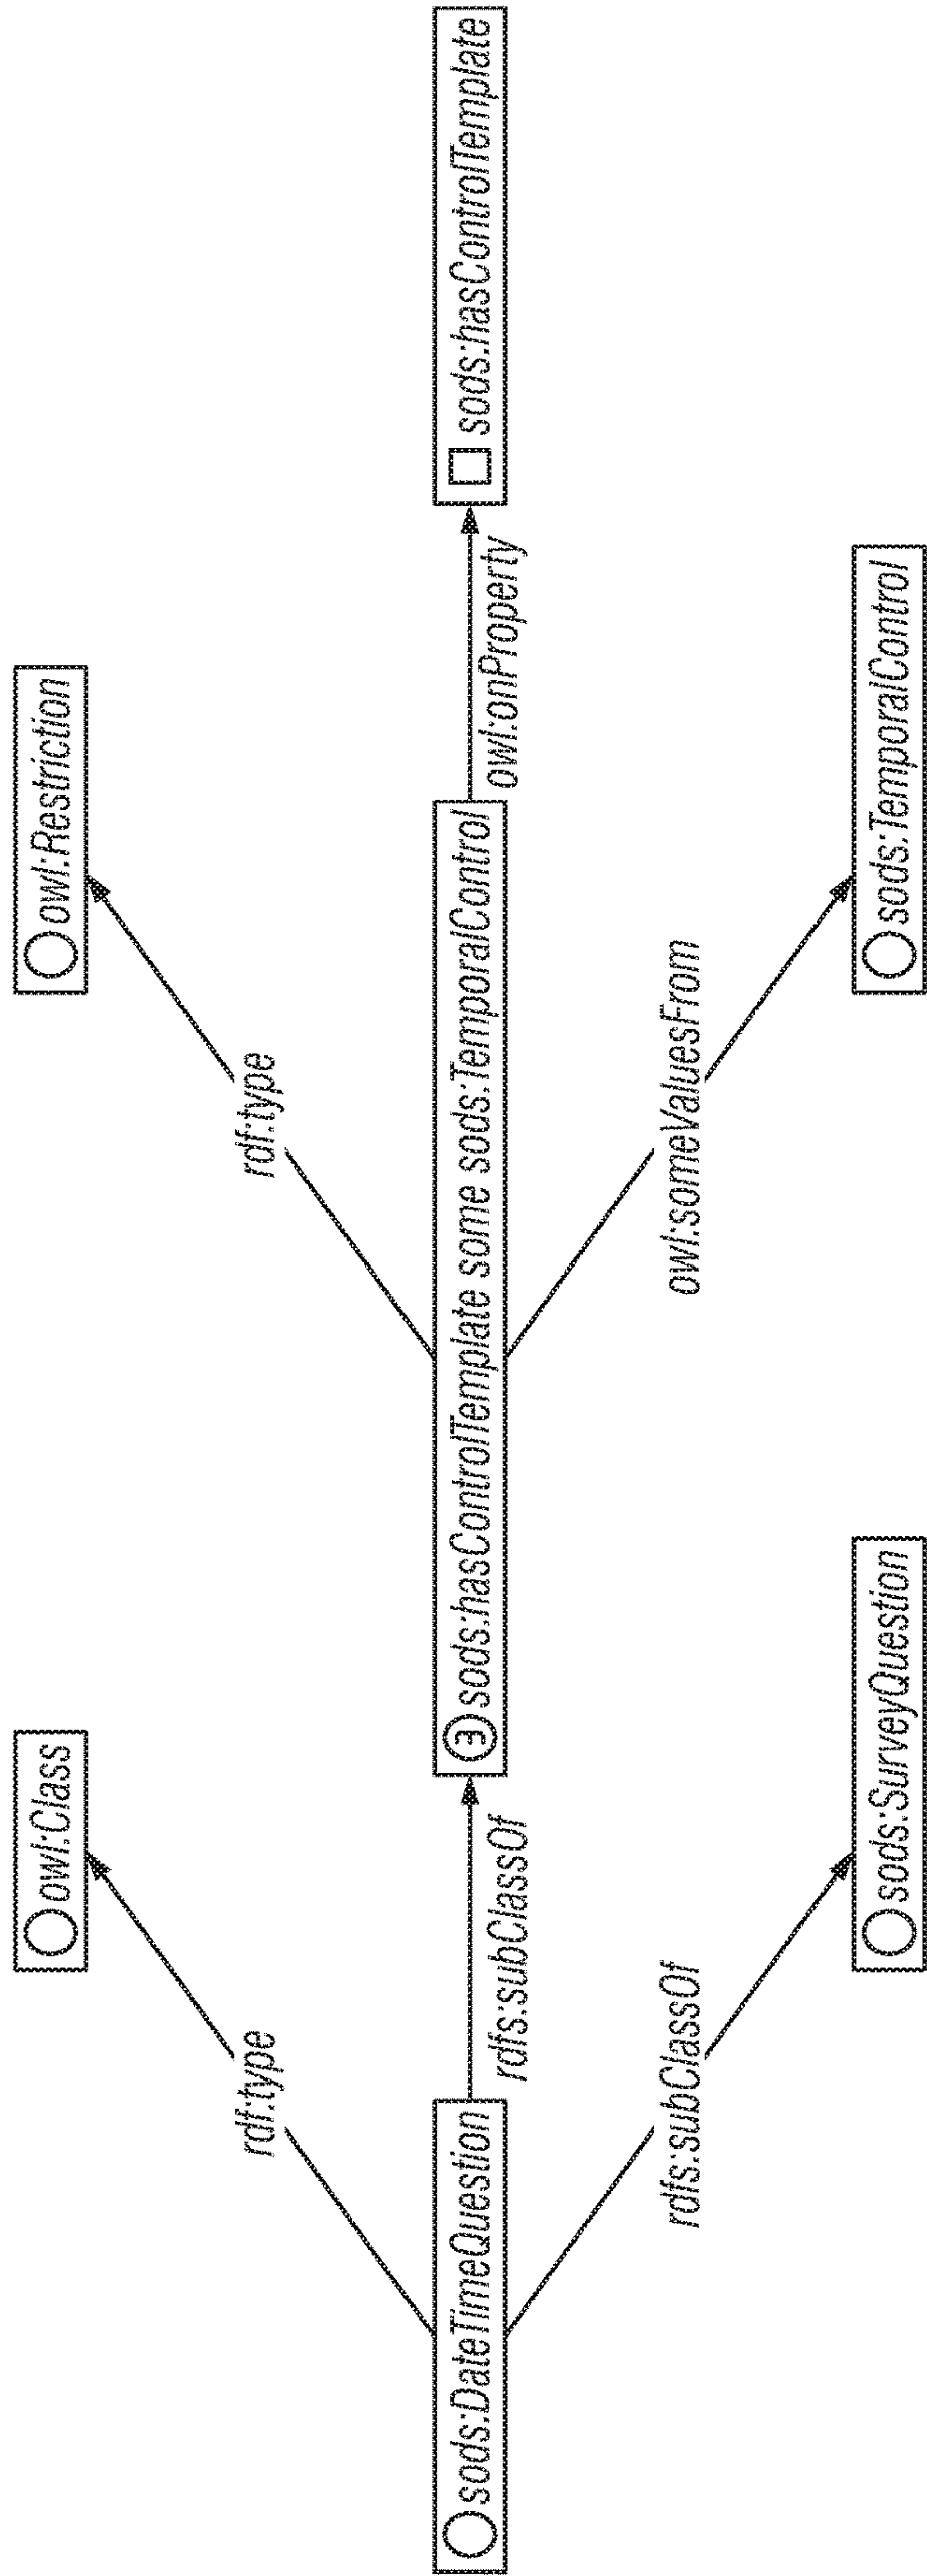 owl:Class
owl:Restriction
rdf:type
rdf:type
sods:DateTimeQuestion
rdfs:subClassOf
Ǝ sods:hasControlTemplate some sods:TemporalControl
owl:onProperty
sods:hasControlTemplate
rdfs:subClassOf
owl:someValuesFrom
sods:SurveyQuestion
sods:TemporalControl